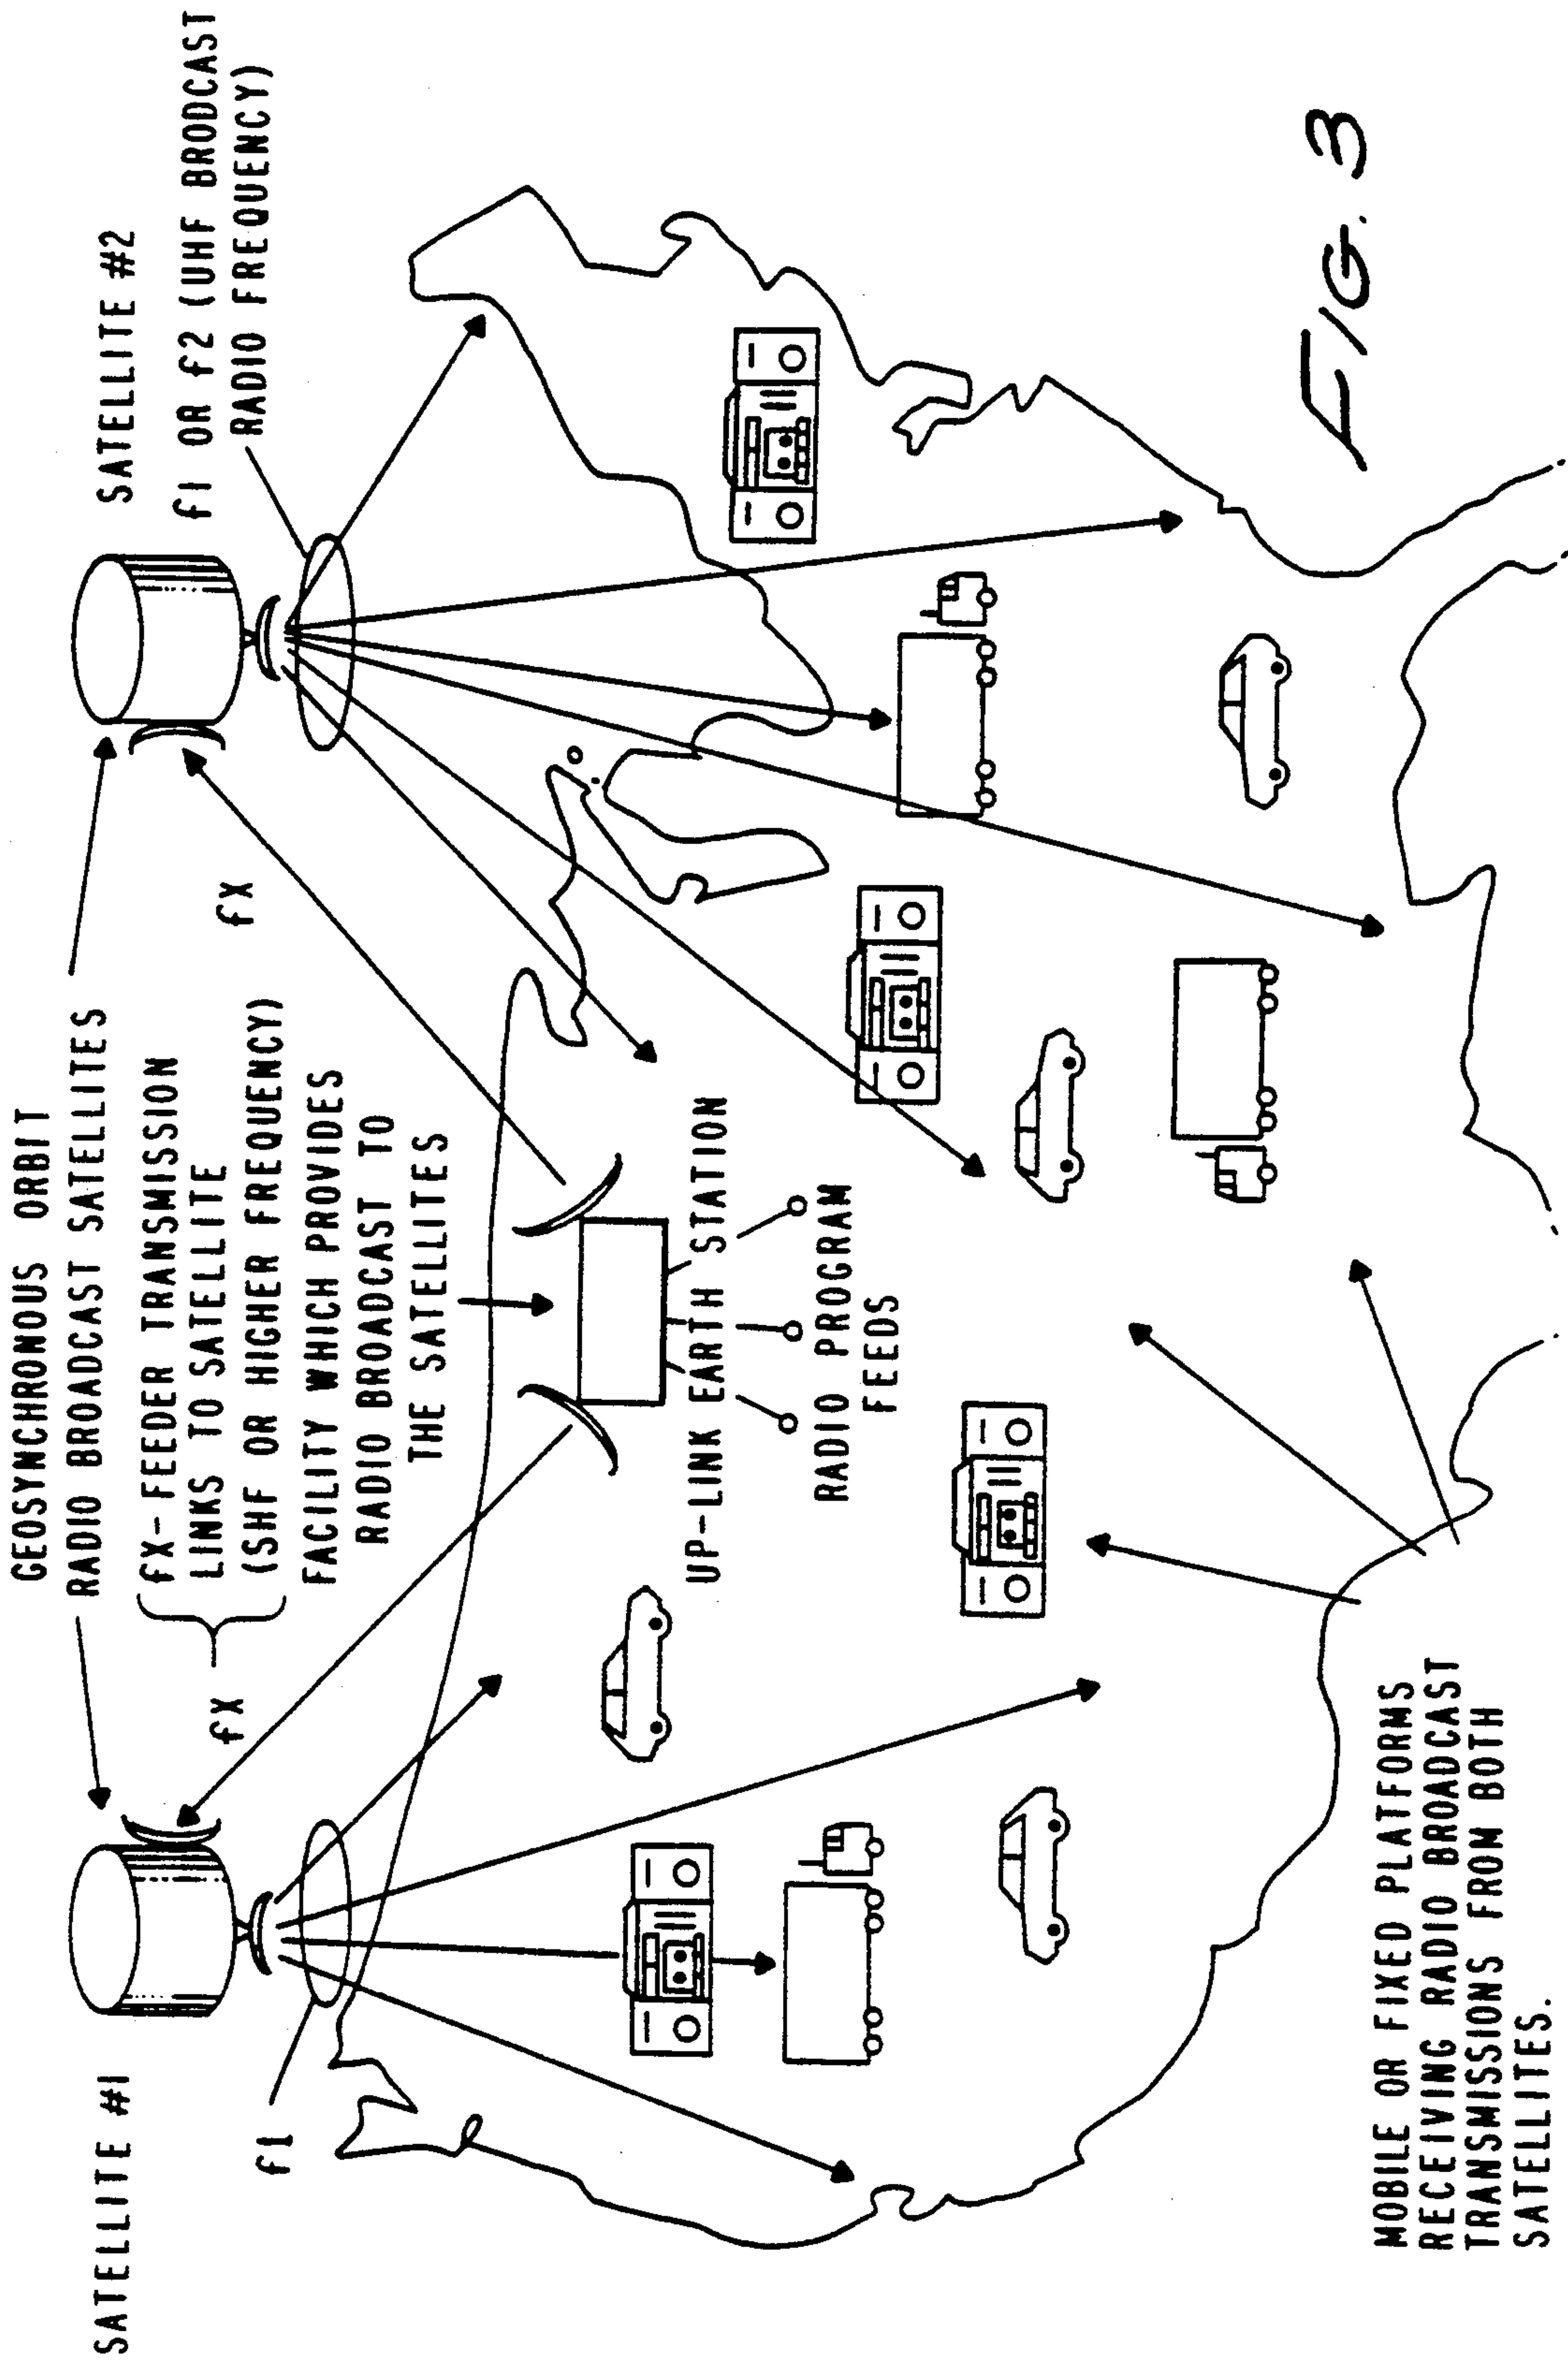 GEOSYNCHRONOUS ORBIT
RADIO BROADCAST SATELLITES
SATELLITE #1
SATELLITE #2
fX-FEEDER TRANSMISSION
LINKS TO SATELLITE
(SHF OR HIGHER FREQUENCY)
fX
fX
f1
f1 OR f2 (UHF BRODCAST
RADIO FREQUENCY)
FACILITY WHICH PROVIDES
RADIO BROADCAST TO
THE SATELLITES
UP-LINK EARTH STATION
RADIO PROGRAM
FEEDS
MOBILE OR FIXED PLATFORMS
RECEIVING RADIO BROADCAST
TRANSMISSIONS FROM BOTH
SATELLITES.
FIG. 3